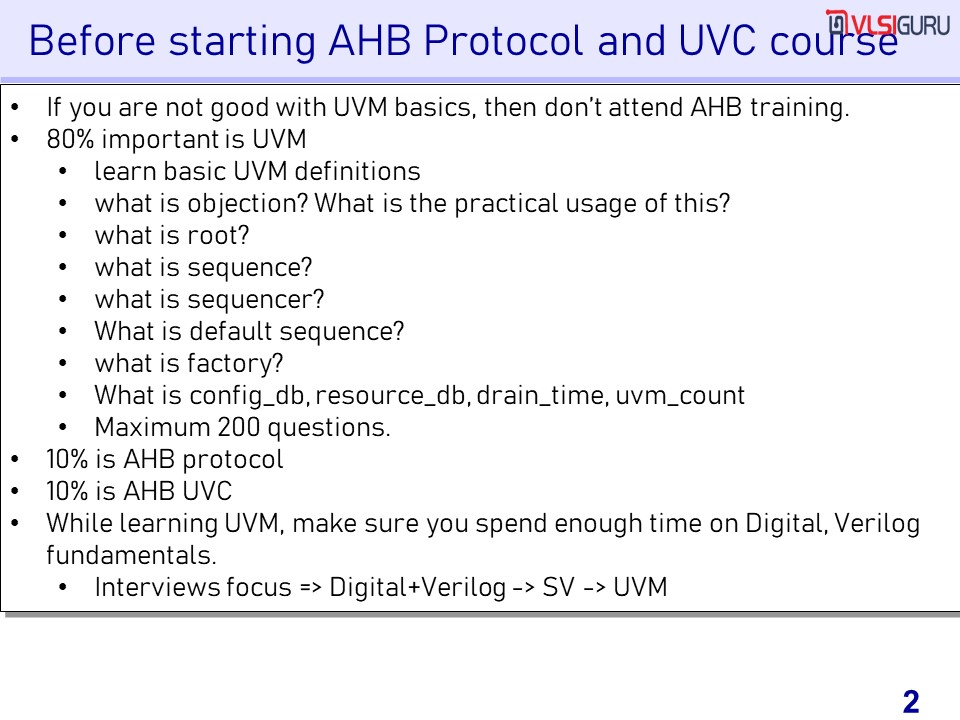 Before starting AHB Protocol and UVC course
VLSIGURU
• If you are not good with UVM basics, then don't attend AHB training.
• 80% important is UVM
• learn basic UVM definitions
• what is objection? What is the practical usage of this?
• what is root?
• what is sequence?
• what is sequencer?
• What is default sequence?
• what is factory?
• What is config_db, resource_db, drain_time, uvm_count
• Maximum 200 questions.
• 10% is AHB protocol
• 10% is AHB UVC
• While learning UVM, make sure you spend enough time on Digital, Verilog
fundamentals.
• Interviews focus => Digital+Verilog -> SV -> UVM
2